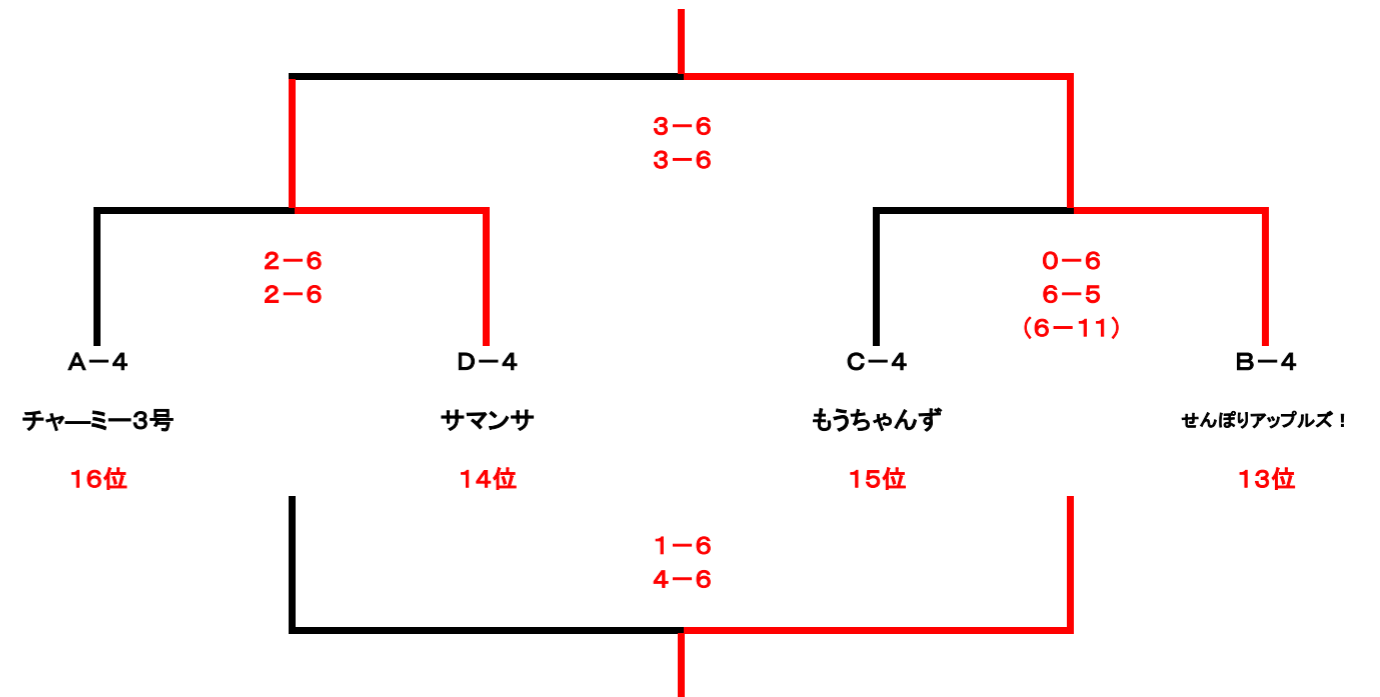 3－6
3－6
2－6
2－6
0－6
6－5
(6－11)
A－4
D－4
C－4
B－4
チャ―ミー3号
サマンサ
もうちゃんず
せんぽりアップルズ！
16位
14位
15位
13位
1－6
4－6